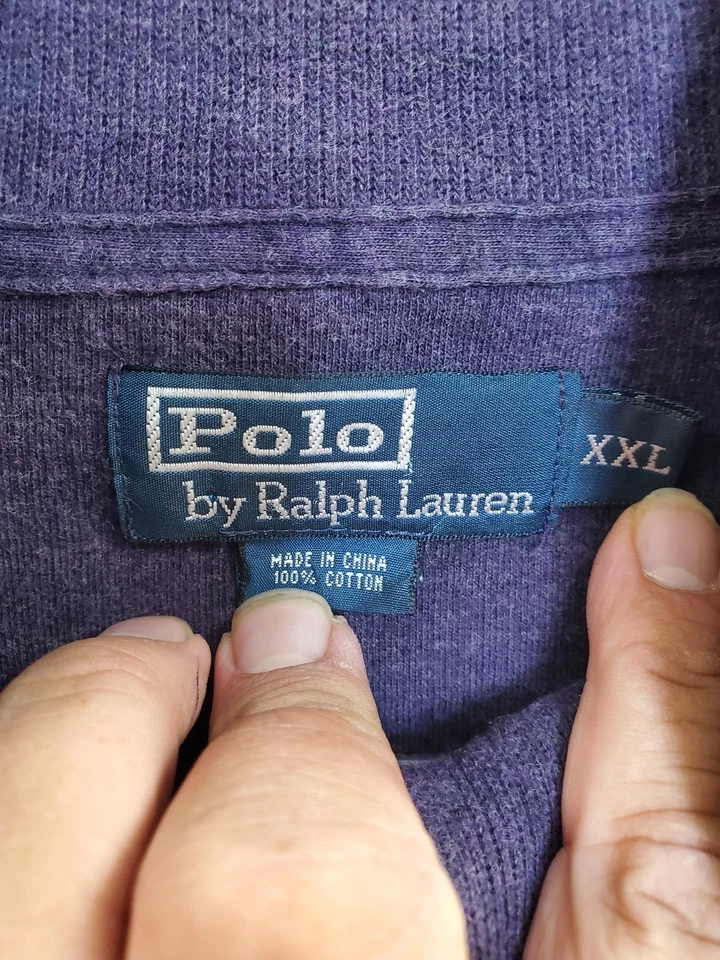 Polo
by Ralph Lauren
XXL
MADE IN CHINA
100% COTTON